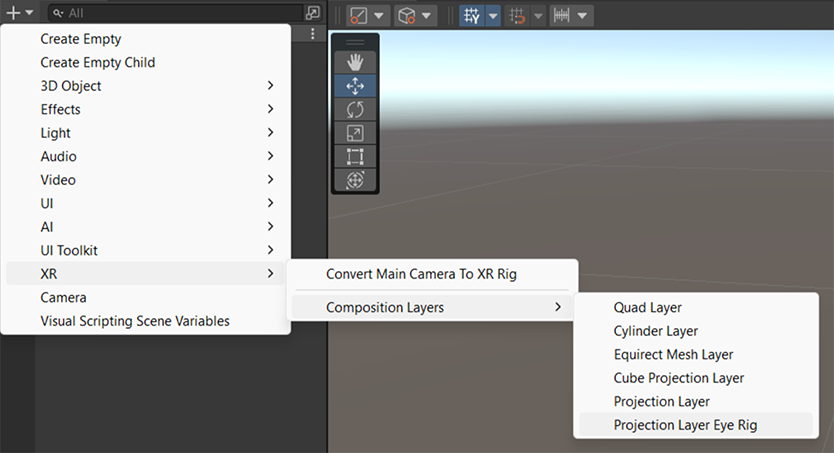 All
Create Empty
Create Empty Child
3D Object
Effects
Light
Audio
Video
UI
AI
UI Toolkit
XR
Camera
Visual Scripting Scene Variables
Convert Main Camera To XR Rig
Composition Layers
Quad Layer
Cylinder Layer
Equirect Mesh Layer
Cube Projection Layer
Projection Layer
Projection Layer Eye Rig